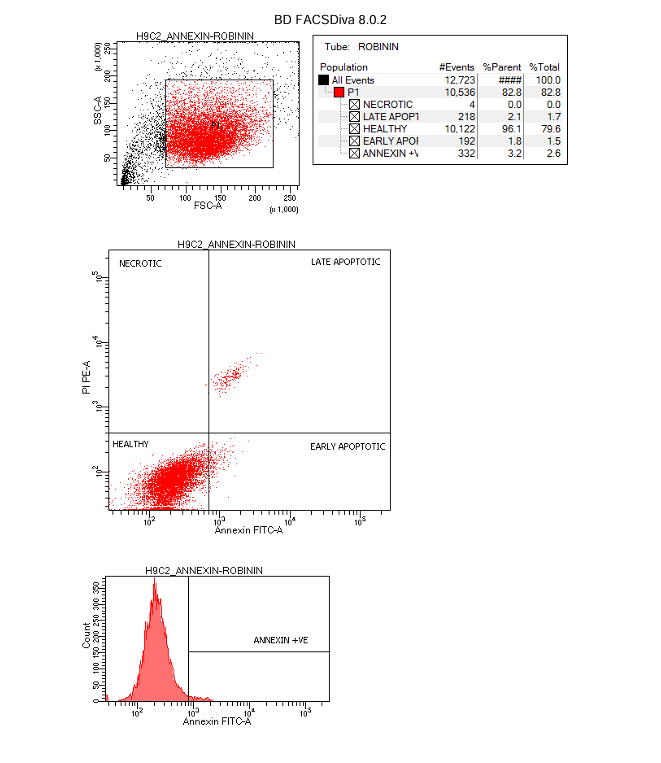 BD FACSDiva 8.0.2
H9C2_ANNEXIN-ROBININ
(x 1,000)
250
200
150
100
50
SSC-A
P1
50 100 150 200 250
FSC-A
(x 1,000)
Tube: ROBININ
Population #Events %Parent %Total
All Events 12,723 #### 100.0
P1 10,536 82.8 82.8
NECROTIC 4 0.0 0.0
LATE APOPT 218 2.1 1.7
HEALTHY 10,122 96.1 79.6
EARLY APOF 192 1.8 1.5
ANNEXIN +\ 332 3.2 2.6
H9C2_ANNEXIN-ROBININ
NECROTIC LATE APOPTOTIC
10^5
10^4
PI PE-A
10^3
HEALTHY EARLY APOPTOTIC
10^2
10^2 10^3 10^4 10^5
Annexin FITC-A
H9C2_ANNEXIN-ROBININ
350
300
250
200
150
100
50
0
Count
ANNEXIN +VE
10^2 10^3 10^4 10^5
Annexin FITC-A